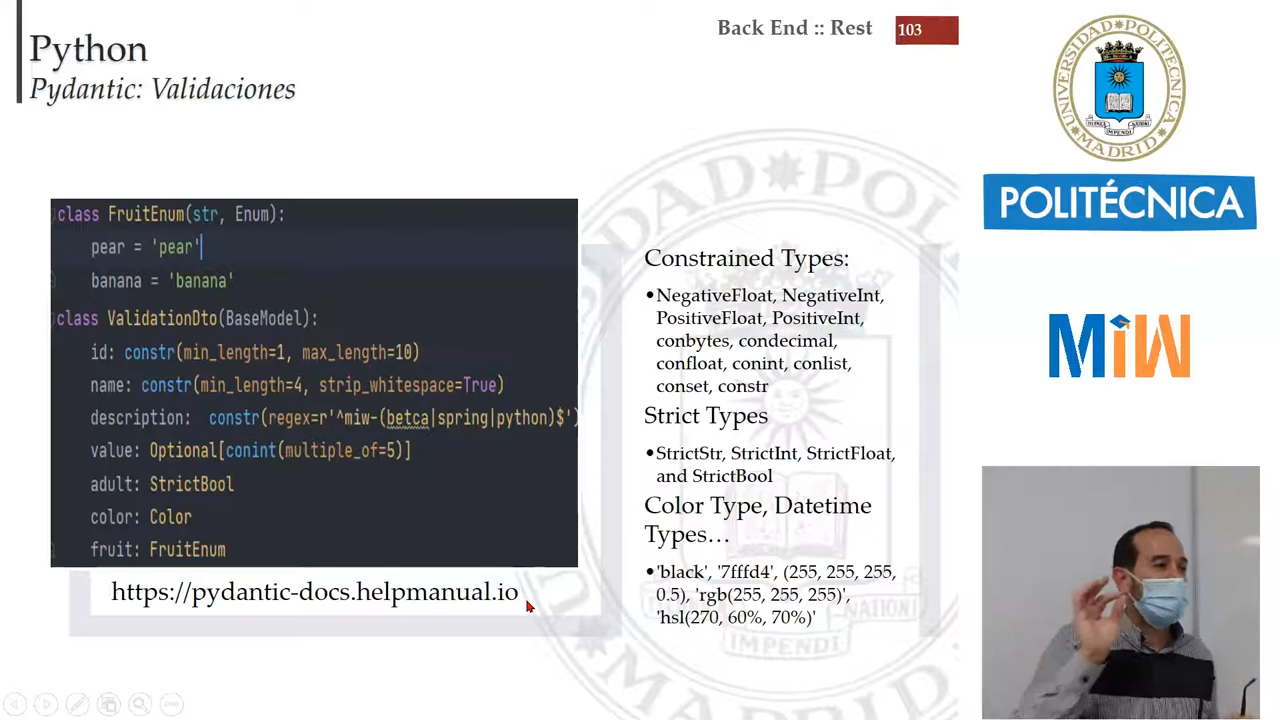 Back End :: Rest
103
Python
Pydantic: Validaciones
class FruitEnum(str, Enum):
pear = 'pear'
banana = 'banana'
class ValidationDto(BaseModel):
id: constr(min_length=1, max_length=10)
name: constr(min_length=4, strip_whitespace=True)
description: constr(regex=r'^miw-(betca|spring|python)$')
value: Optional[conint(multiple_of=5)]
adult: StrictBool
color: Color
fruit: FruitEnum
https://pydantic-docs.helpmanual.io
Constrained Types:
•NegativeFloat, NegativeInt,
PositiveFloat, PositiveInt,
conbytes, condecimal,
confloat, conint, conlist,
conset, constr
Strict Types
•StrictStr, StrictInt, StrictFloat,
and StrictBool
Color Type, Datetime
Types…
•'black', '7fffd4', (255, 255, 255,
0.5), 'rgb(255, 255, 255)',
'hsl(270, 60%, 70%)'
UNIVERSIDAD POLITECNICA
MADRID
POLITÉCNICA
MiW